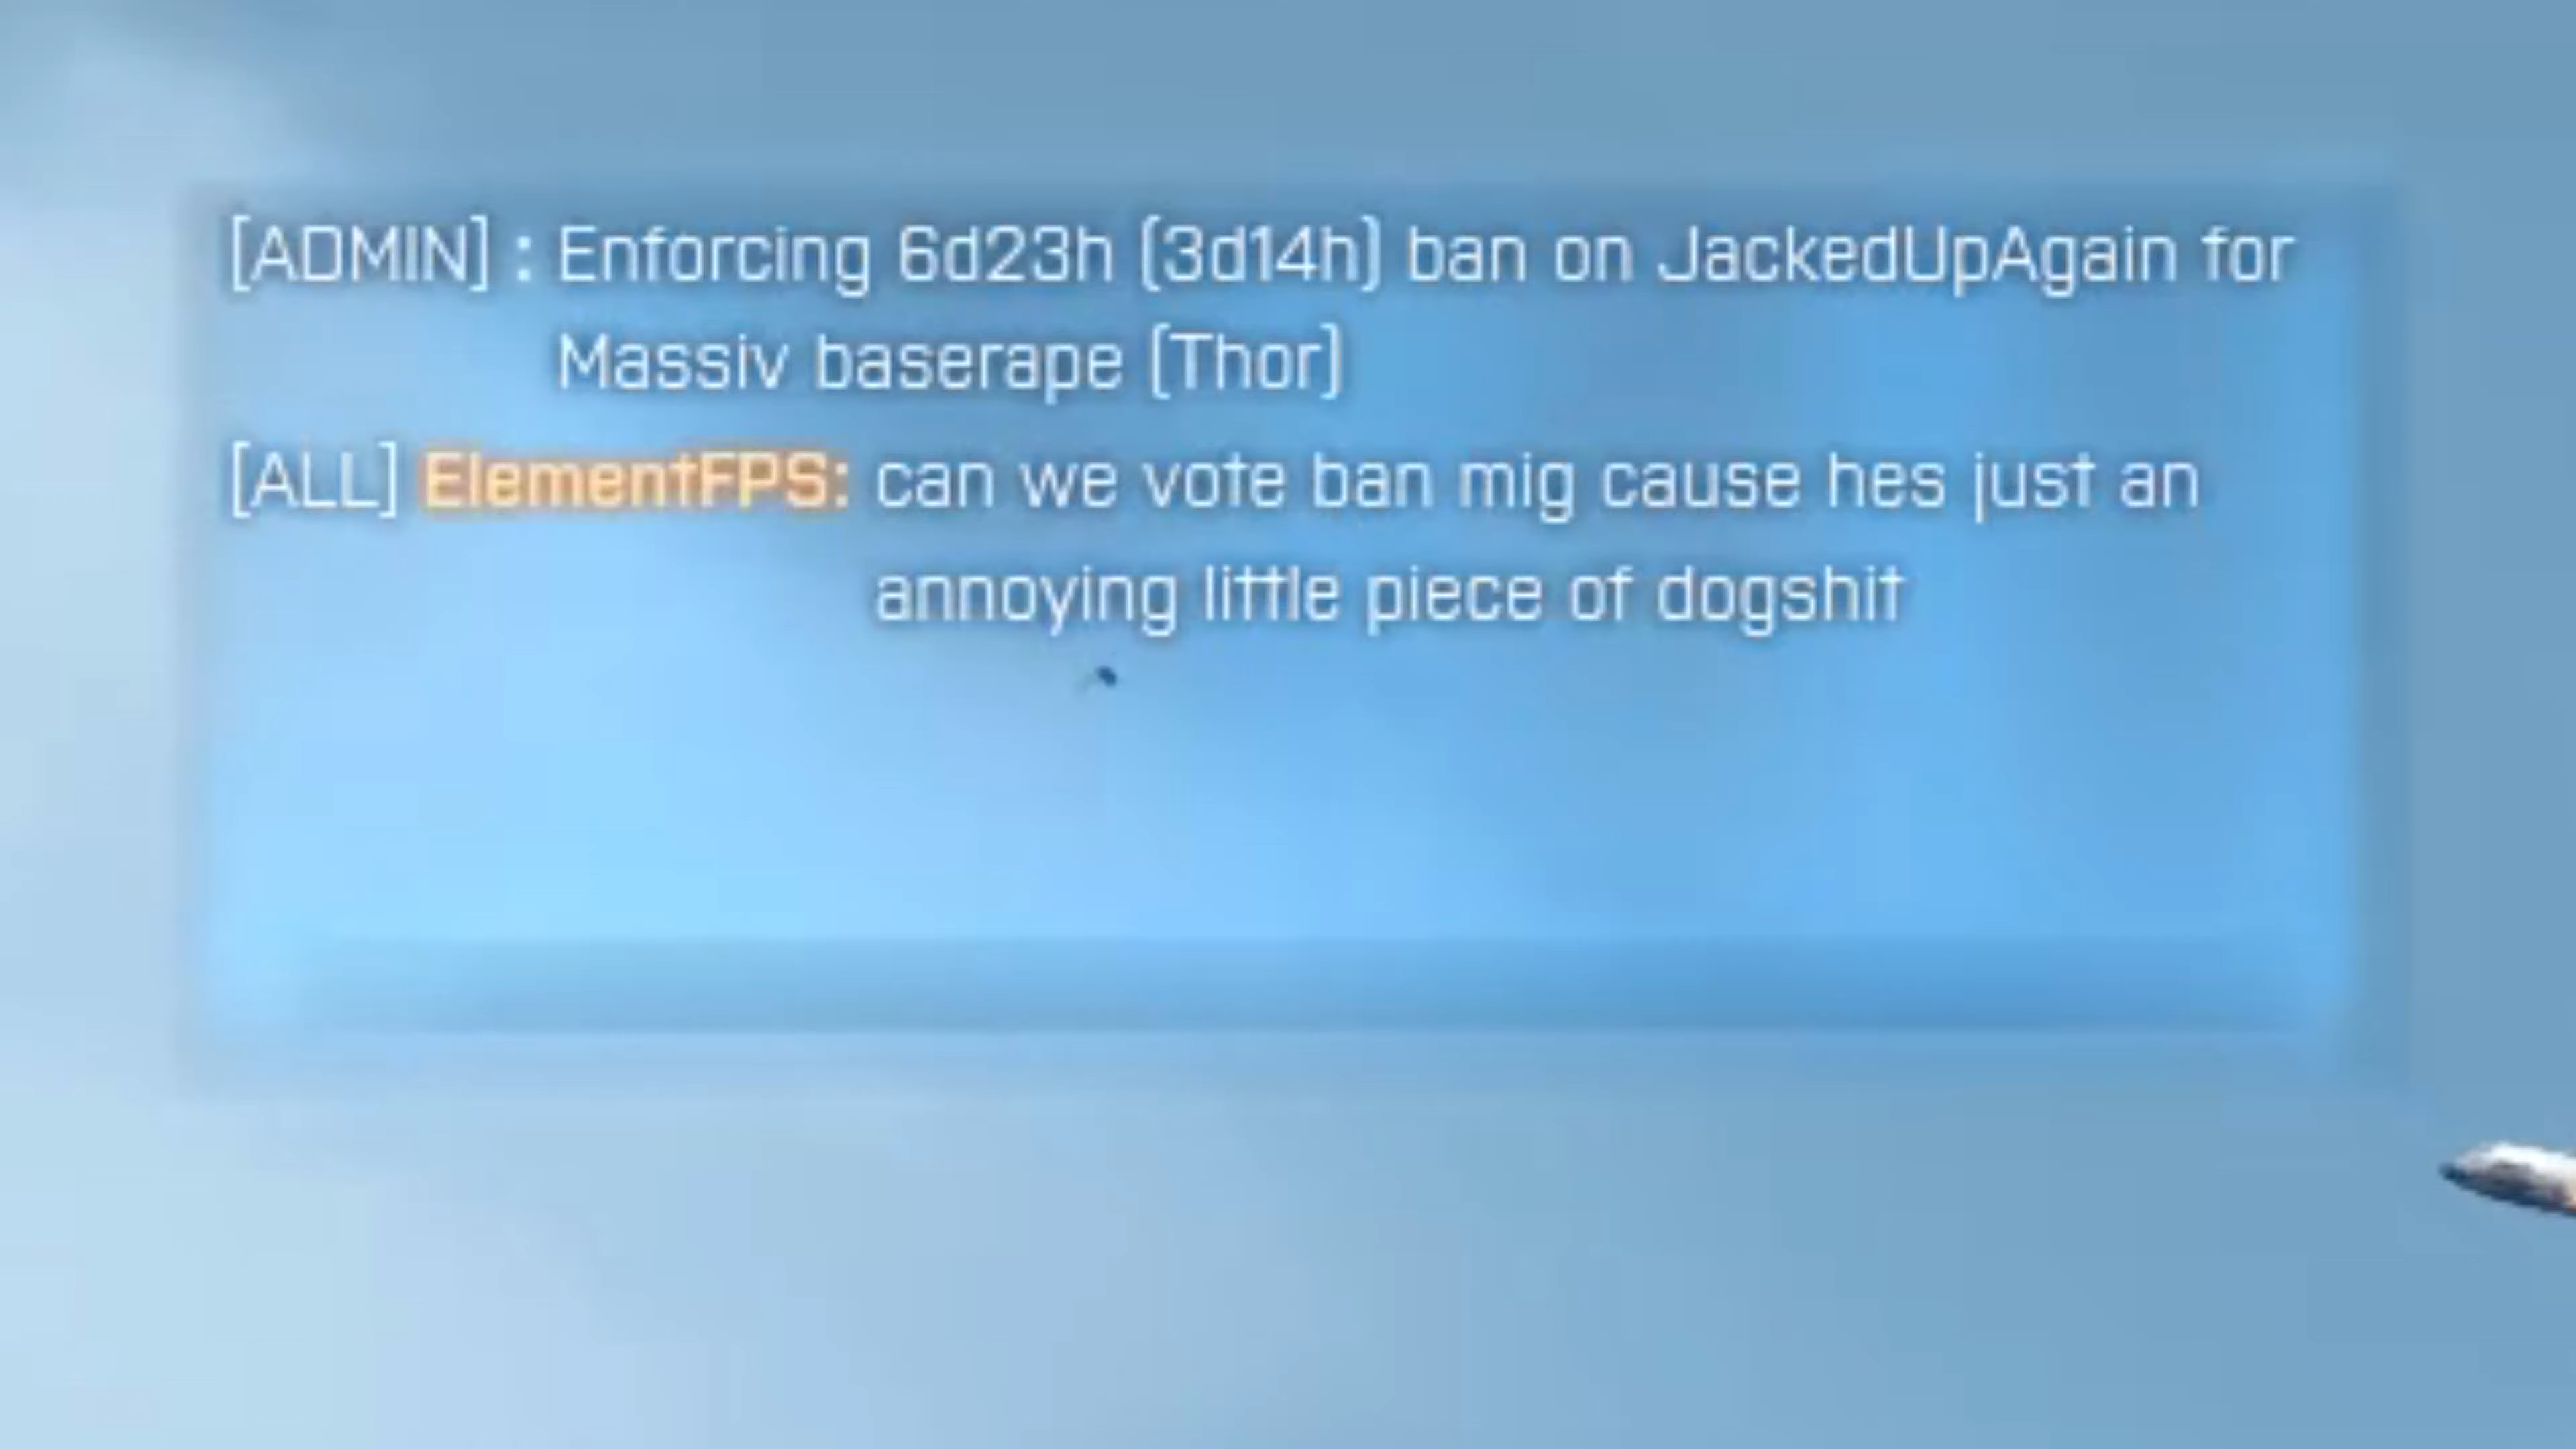 [ADMIN] : Enforcing 6d23h (3d14h) ban on JackedUpAgain for
Massiv baserape (Thor)
[ALL] ElementFPS: can we vote ban mig cause hes just an
annoying little piece of dogshit